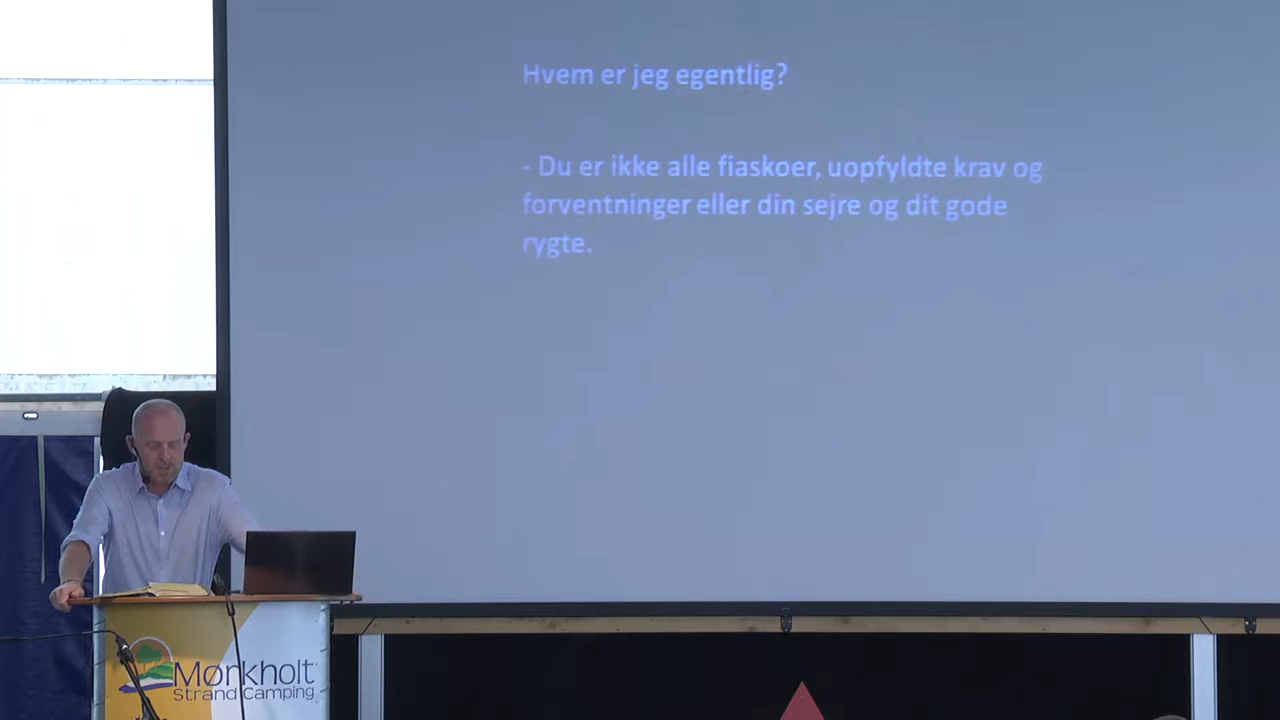 Hvem er jeg egentlig?
- Du er ikke alle fiaskoer, uopfyldte krav og
forventninger eller din sejre og dit gode
rygte.
Mørkholt
Strand Camping